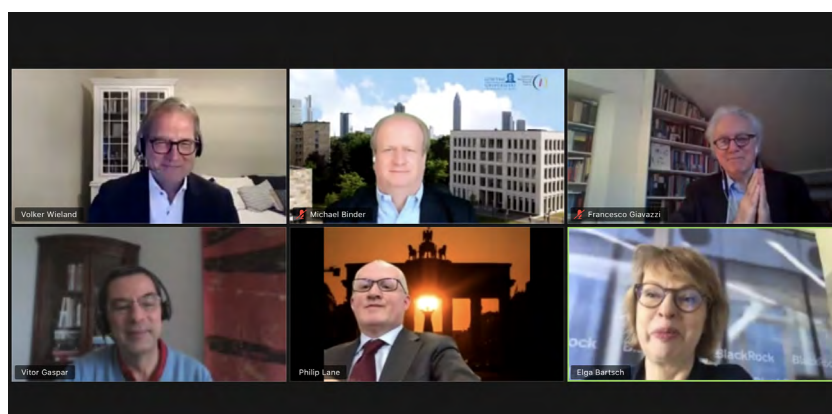 Volker Wieland
Michael Binder
Francesco Giavazzi
Vitor Gaspar
Philip Lane
BlackRock
Elga Bartsch